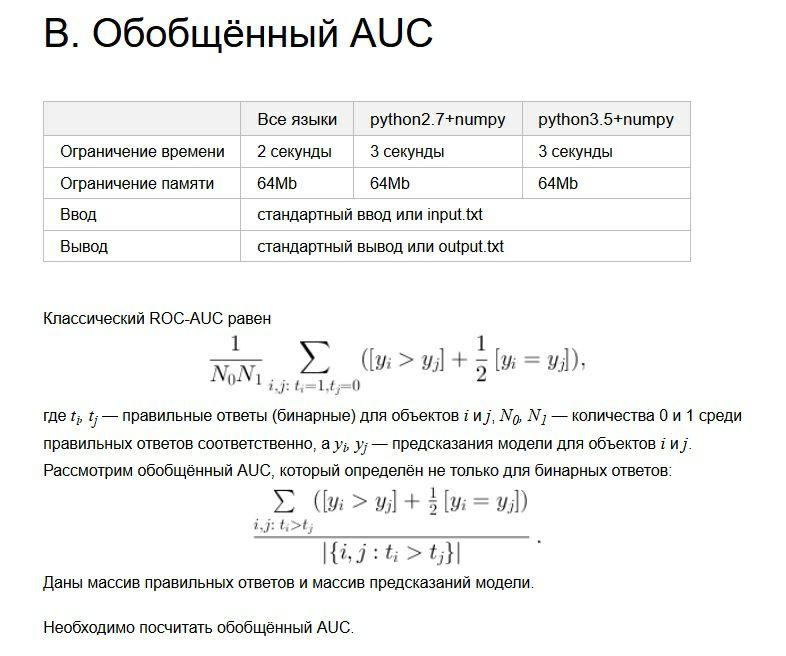 B. Обобщённый AUC
Все языки python2.7+numpy python3.5+numpy
Ограничение времени 2 секунды 3 секунды 3 секунды
Ограничение памяти 64Mb 64Mb 64Mb
Ввод стандартный ввод или input.txt
Вывод стандартный вывод или output.txt
Классический ROC-AUC равен
\frac{1}{N_0 N_1} \sum_{i,j: t_i=1,t_j=0} ([y_i > y_j] + \frac{1}{2} [y_i = y_j]),
где t_i, t_j — правильные ответы (бинарные) для объектов i и j, N_0, N_1 — количества 0 и 1 среди
правильных ответов соответственно, а y_i, y_j — предсказания модели для объектов i и j.
Рассмотрим обобщённый AUC, который определён не только для бинарных ответов:
\frac{\sum_{i,j: t_i>t_j} ([y_i > y_j] + \frac{1}{2} [y_i = y_j])}{|\{i, j : t_i > t_j\}|}.
Даны массив правильных ответов и массив предсказаний модели.
Необходимо посчитать обобщённый AUC.